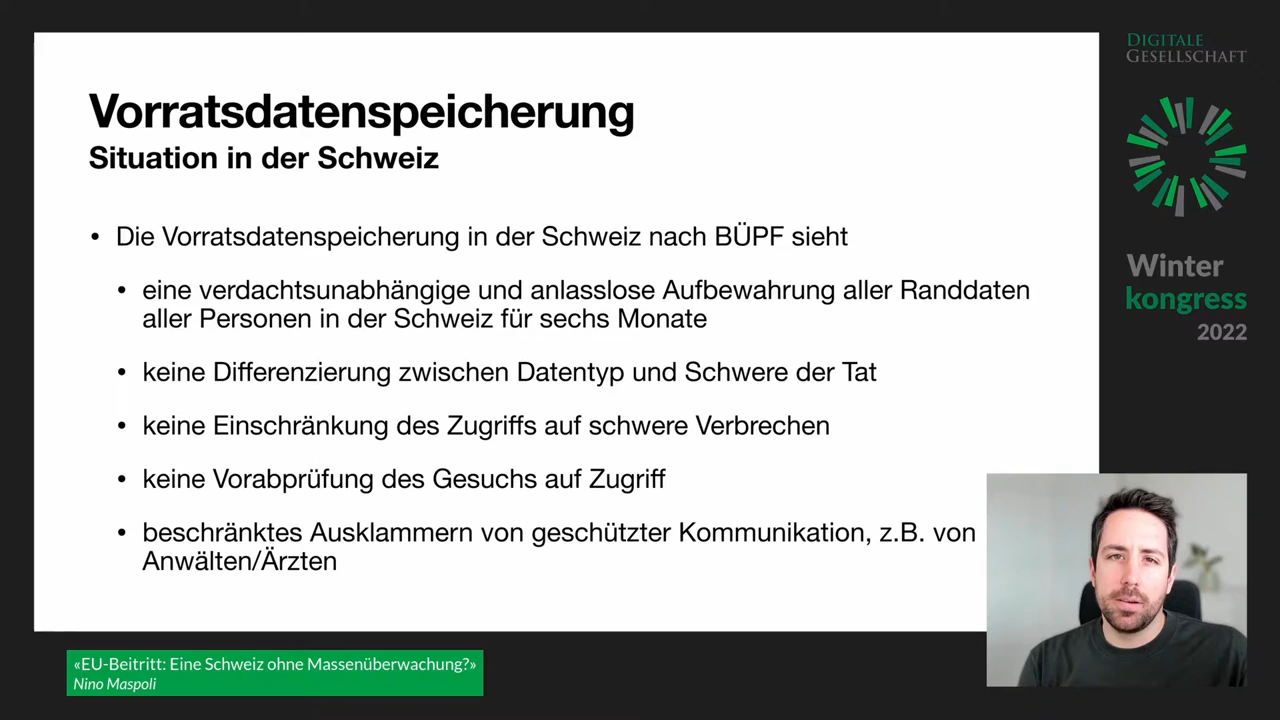 Vorratsdatenspeicherung
Situation in der Schweiz
• Die Vorratsdatenspeicherung in der Schweiz nach BÜPF sieht
• eine verdachtsunabhängige und anlasslose Aufbewahrung aller Randdaten
aller Personen in der Schweiz für sechs Monate
• keine Differenzierung zwischen Datentyp und Schwere der Tat
• keine Einschränkung des Zugriffs auf schwere Verbrechen
• keine Vorabprüfung des Gesuchs auf Zugriff
• beschränktes Ausklammern von geschützter Kommunikation, z.B. von
Anwälten/Ärzten
«EU-Beitritt: Eine Schweiz ohne Massenüberwachung?»
Nino Maspoli
DIGITALE
GESELLSCHAFT
Winter
kongress
2022